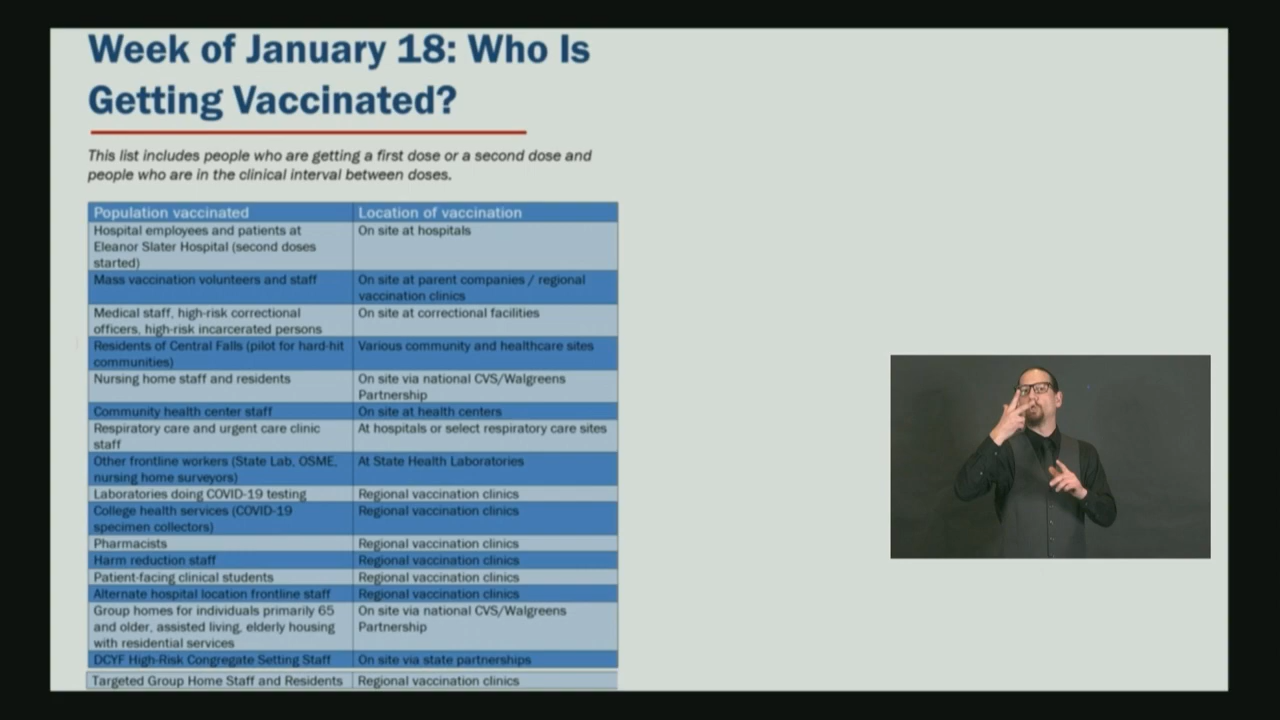 Week of January 18: Who Is
Getting Vaccinated?
This list includes people who are getting a first dose or a second dose and
people who are in the clinical interval between doses.
Population vaccinated
Location of vaccination
Hospital employees and patients at
Eleanor Slater Hospital (second doses
started)
On site at hospitals
Mass vaccination volunteers and staff
On site at parent companies / regional
vaccination clinics
Medical staff, high-risk correctional
officers, high-risk incarcerated persons
On site at correctional facilities
Residents of Central Falls (pilot for hard-hit
communities)
Various community and healthcare sites
Nursing home staff and residents
On site via national CVS/Walgreens
Partnership
Community health center staff
On site at health centers
Respiratory care and urgent care clinic
staff
At hospitals or select respiratory care sites
Other frontline workers (State Lab, OSME,
nursing home surveyors)
At State Health Laboratories
Laboratories doing COVID-19 testing
Regional vaccination clinics
College health services (COVID-19
specimen collectors)
Regional vaccination clinics
Pharmacists
Regional vaccination clinics
Harm reduction staff
Regional vaccination clinics
Patient-facing clinical students
Regional vaccination clinics
Alternate hospital location frontline staff
Regional vaccination clinics
Group homes for individuals primarily 65
and older, assisted living, elderly housing
with residential services
On site via national CVS/Walgreens
Partnership
DCYF High-Risk Congregate Setting Staff
On site via state partnerships
Targeted Group Home Staff and Residents
Regional vaccination clinics